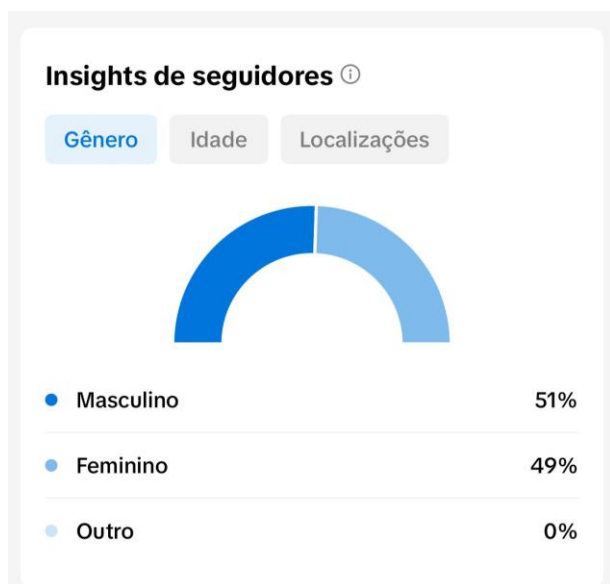 Insights de seguidores
Gênero Idade Localizações
Masculino 51%
Feminino 49%
Outro 0%